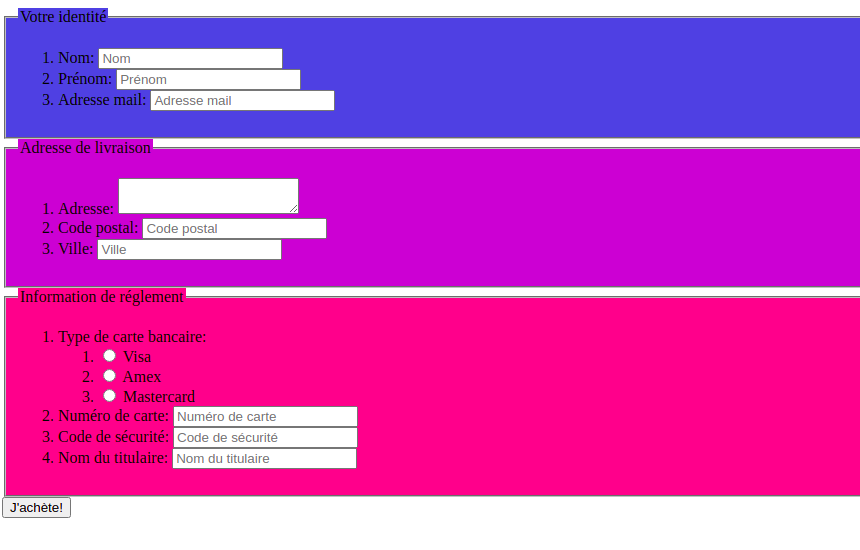 Votre identité
1. Nom: Nom
2. Prénom: Prénom
3. Adresse mail: Adresse mail
Adresse de livraison
1. Adresse:
2. Code postal: Code postal
3. Ville: Ville
Information de réglement
1. Type de carte bancaire:
1. Visa
2. Amex
3. Mastercard
2. Numéro de carte: Numéro de carte
3. Code de sécurité: Code de sécurité
4. Nom du titulaire: Nom du titulaire
J'achète!